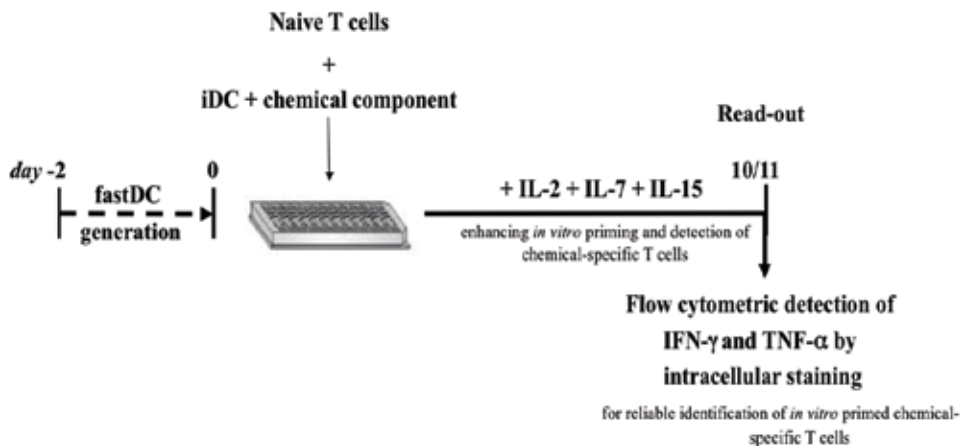 Naive T cells
+
iDC + chemical component
Read-out
day -2
0
10/11
fastDC
generation
+ IL-2 + IL-7 + IL-15
enhancing in vitro priming and detection of
chemical-specific T cells
Flow cytometric detection of
IFN-γ and TNF-α by
intracellular staining
for reliable identification of in vitro primed chemical-
specific T cells